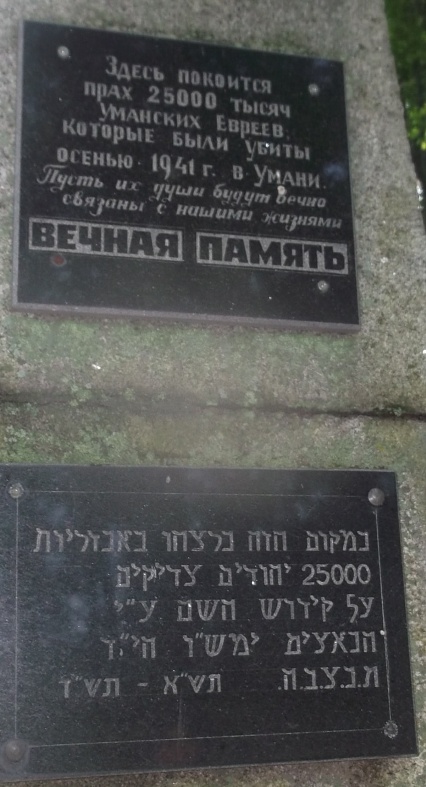 Здесь покоится
прах 25000 тысяч
уманских Евреев,
которые были убиты
осенью 1941 г. в Умани.
Пусть их души будут вечно
связаны с нашими жизнями
ВЕЧНАЯ ПАМЯТЬ
במקום הזה נרצחו באכזריות
25000 יהודים צדיקים
על קידוש השם ע"י
הנאצים ימש"ו הי"ד
ת.נ.צ.ב.ה. תש"א - תש"ד